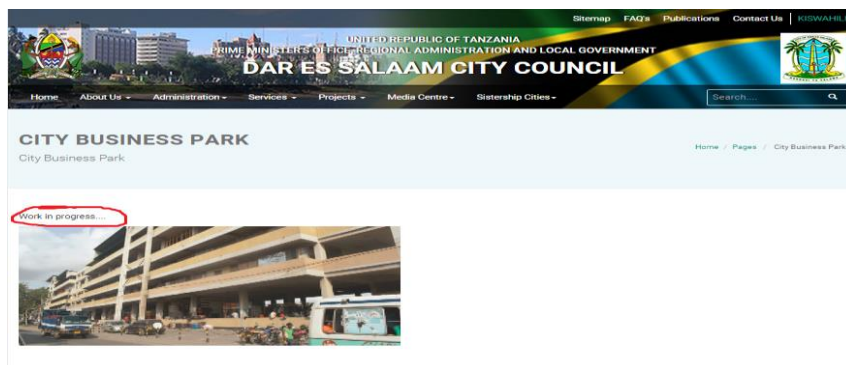 Sitemap FAQ's Publications Contact Us KISWAHILI
UNITED REPUBLIC OF TANZANIA
PRIME MINISTER'S OFFICE-REGIONAL ADMINISTRATION AND LOCAL GOVERNMENT
DAR ES SALAAM CITY COUNCIL
Home About Us Administration Services Projects Media Centre Sistership Cities Search....
CITY BUSINESS PARK
City Business Park
Home / Pages / City Business Park
Work in progress....